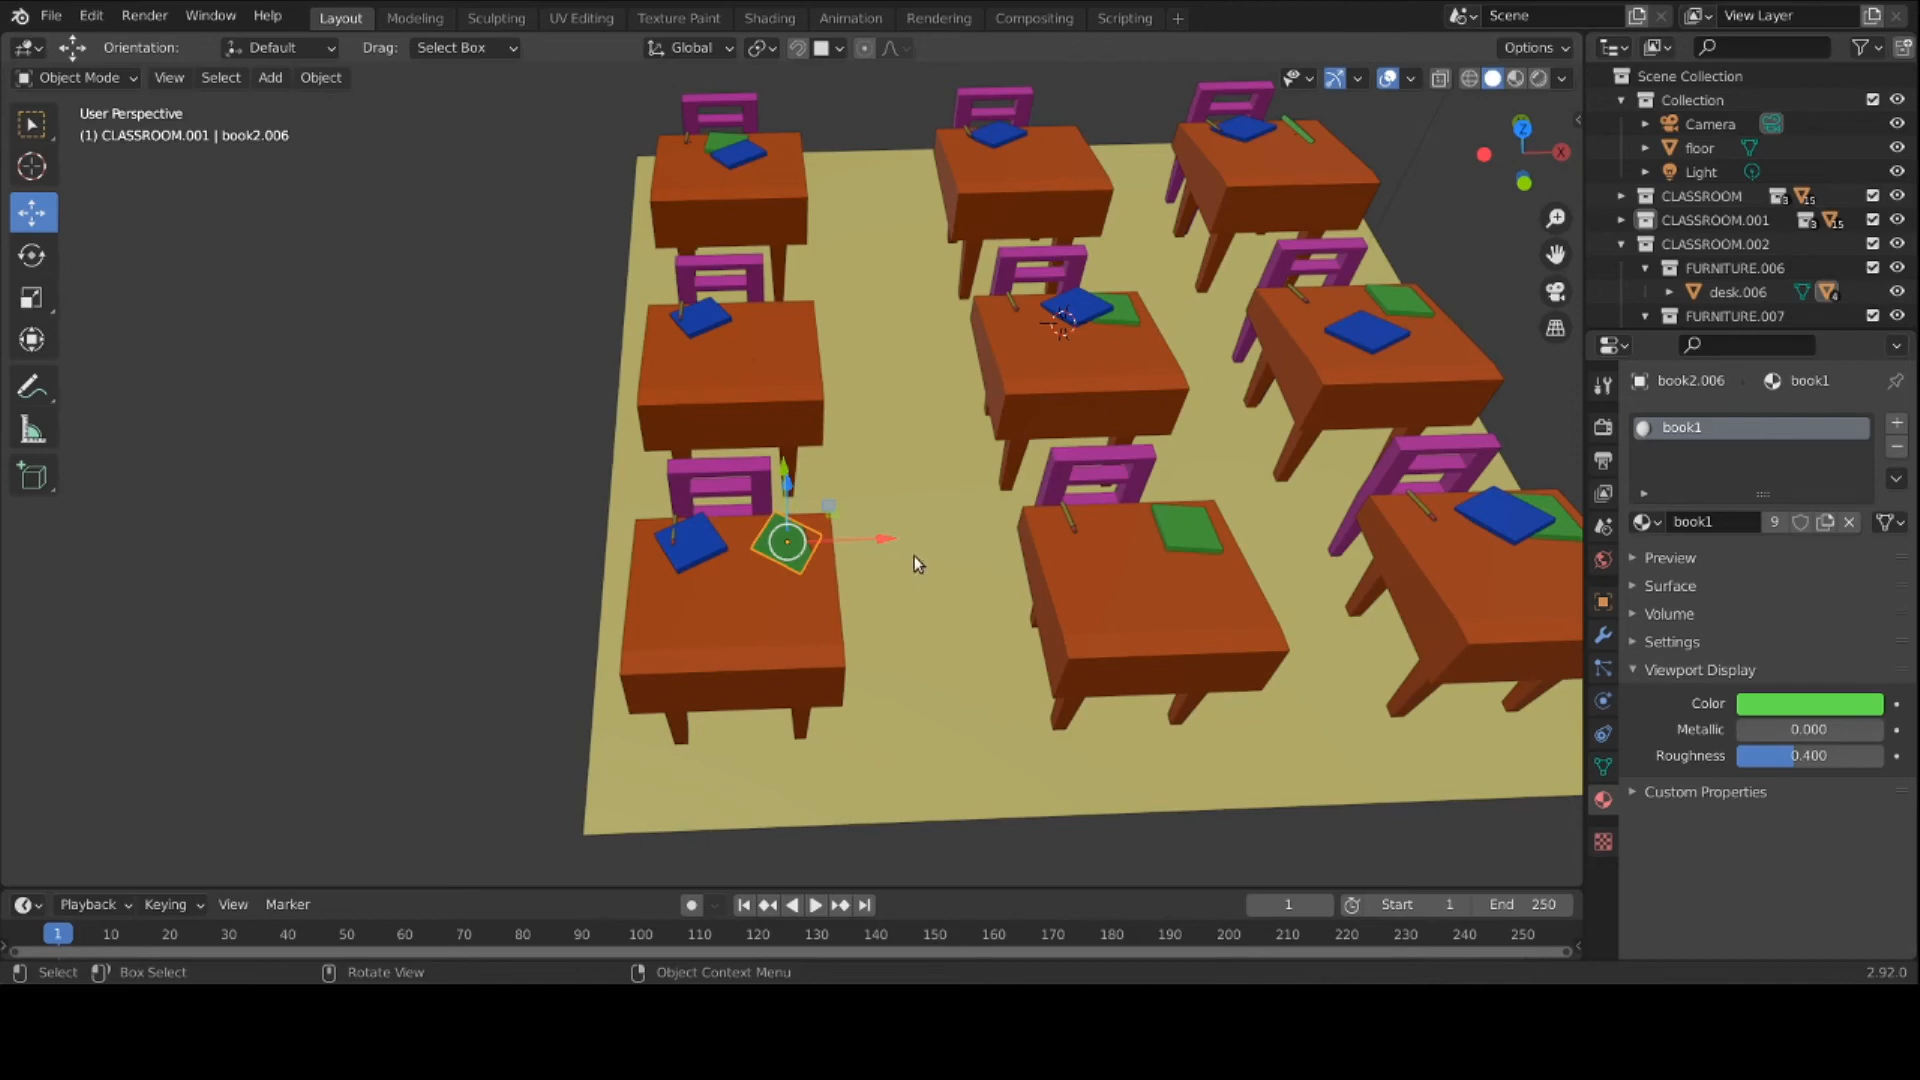 File Edit Render Window Help Layout Modeling Sculpting UV Editing Texture Paint Shading Animation Rendering Compositing Scripting + Scene View Layer
Orientation: Default Drag: Select Box Global Options
Object Mode View Select Add Object
User Perspective
(1) CLASSROOM.001 | book2.006
Z
X
Scene Collection
Collection
Camera
floor
Light
CLASSROOM 3 15
CLASSROOM.001 3 15
CLASSROOM.002
FURNITURE.006
desk.006 4
FURNITURE.007
book2.006 book1
book1
book1 9
Preview
Surface
Volume
Settings
Viewport Display
Color
Metallic 0.000
Roughness 0.400
Custom Properties
Playback Keying View Marker 1 Start 1 End 250
1 10 20 30 40 50 60 70 80 90 100 110 120 130 140 150 160 170 180 190 200 210 220 230 240 250
Select Box Select Rotate View Object Context Menu 2.92.0